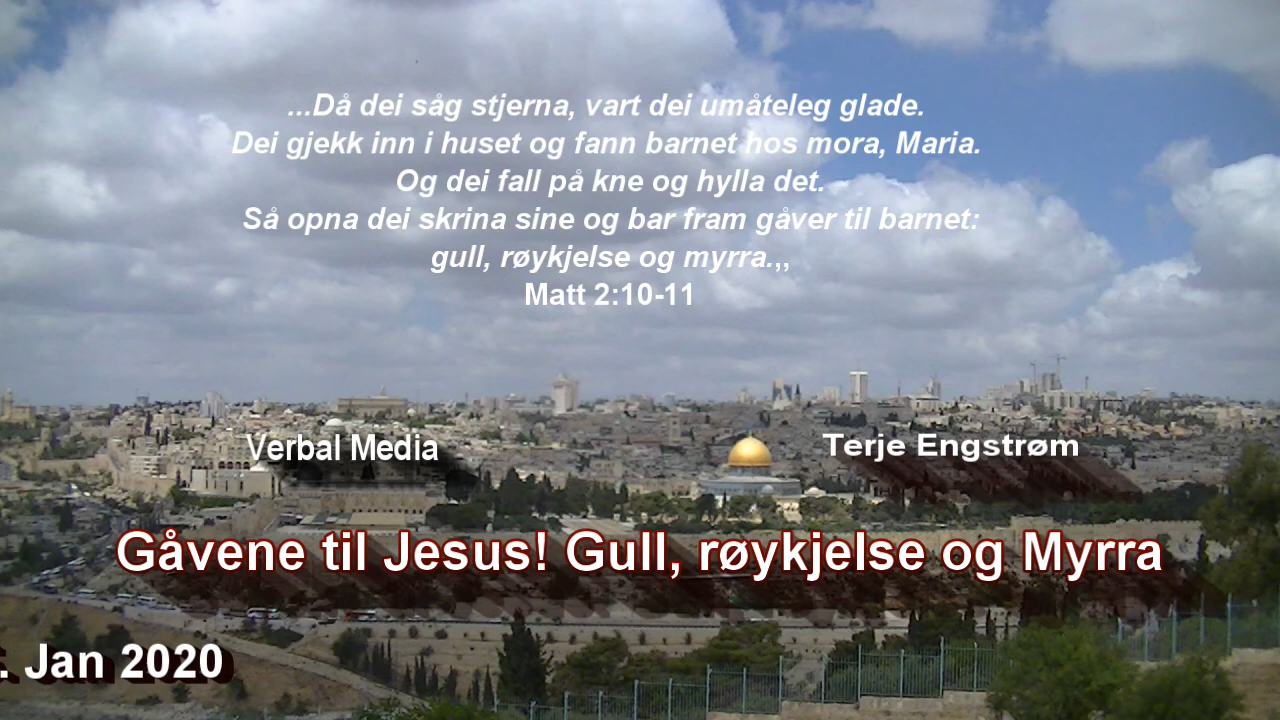 ...Då dei såg stjerna, vart dei umåteleg glade.
Dei gjekk inn i huset og fann barnet hos mora, Maria.
Og dei fall på kne og hylla det.
Så opna dei skrina sine og bar fram gåver til barnet:
gull, røykjelse og myrra.,,
Matt 2:10-11
Verbal Media
Terje Engstrøm
Gåvene til Jesus! Gull, røykjelse og Myrra
. Jan 2020